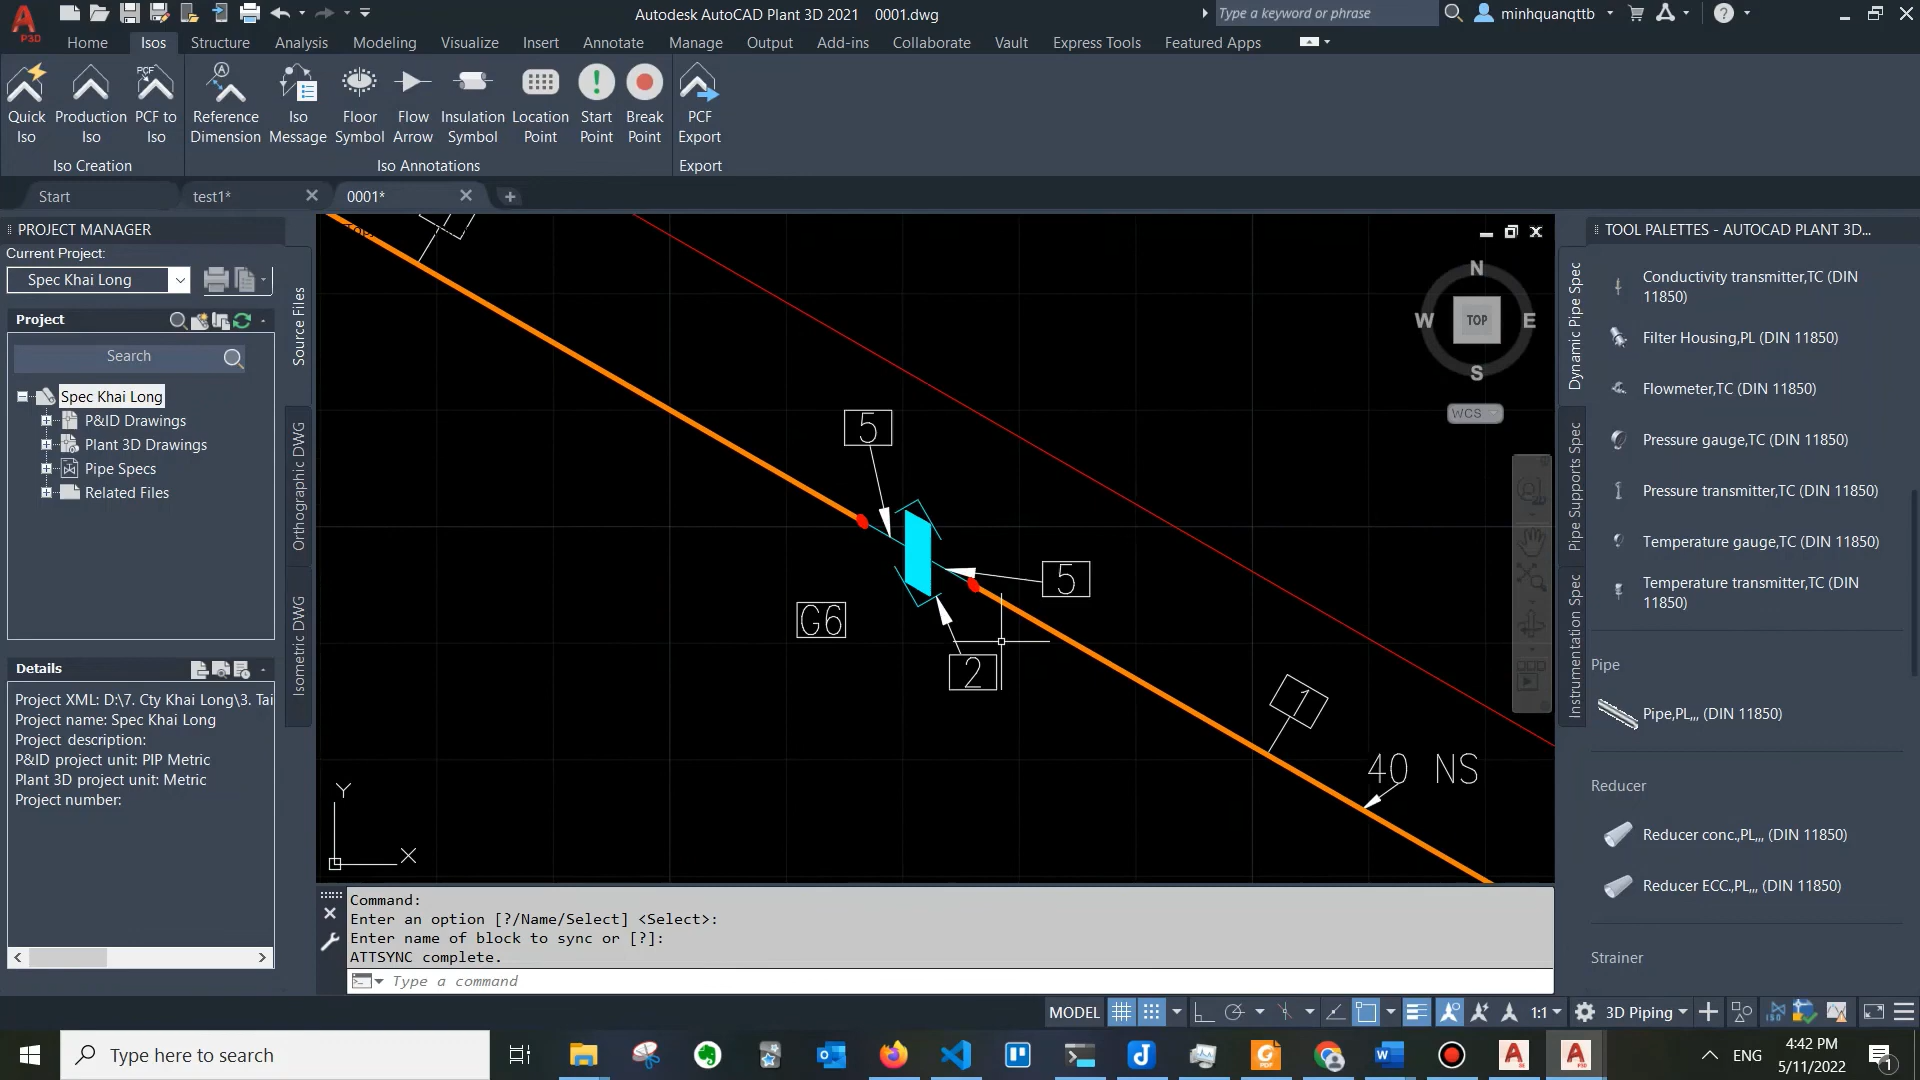 Autodesk AutoCAD Plant 3D 2021 0001.dwg
Type a keyword or phrase
minhquanqttb
P3D
Home Isos Structure Analysis Modeling Visualize Insert Annotate Manage Output Add-ins Collaborate Vault Express Tools Featured Apps
Quick Iso
Production Iso
PCF to Iso
Reference Dimension
Iso Message
Floor Symbol
Flow Arrow
Insulation Symbol
Location Point
Start Point
Break Point
PCF Export
Iso Creation
Iso Annotations
Export
Start
test1*
0001*
PROJECT MANAGER
Current Project:
Spec Khai Long
Project
Search
Spec Khai Long
P&ID Drawings
Plant 3D Drawings
Pipe Specs
Related Files
Source Files
Orthographic DWG
Isometric DWG
Details
Project XML: D:\7. Cty Khai Long\3. Tai
Project name: Spec Khai Long
Project description:
P&ID project unit: PIP Metric
Plant 3D project unit: Metric
Project number:
N
W
TOP
E
S
WCS
5
5
G6
2
1
40 NS
Y
X
Command:
Enter an option [?/Name/Select] <Select>:
Enter name of block to sync or [?]:
ATTSYNC complete.
Type a command
TOOL PALETTES - AUTOCAD PLANT 3D...
Dynamic Pipe Spec
Pipe Supports Spec
Instrumentation Spec
Conductivity transmitter,TC (DIN
11850)
Filter Housing,PL (DIN 11850)
Flowmeter,TC (DIN 11850)
Pressure gauge,TC (DIN 11850)
Pressure transmitter,TC (DIN 11850)
Temperature gauge,TC (DIN 11850)
Temperature transmitter,TC (DIN
11850)
Pipe
Pipe,PL,,, (DIN 11850)
Reducer
Reducer conc.,PL,,, (DIN 11850)
Reducer ECC.,PL,,, (DIN 11850)
Strainer
MODEL
1:1
3D Piping
Type here to search
ENG
4:42 PM
5/11/2022
1